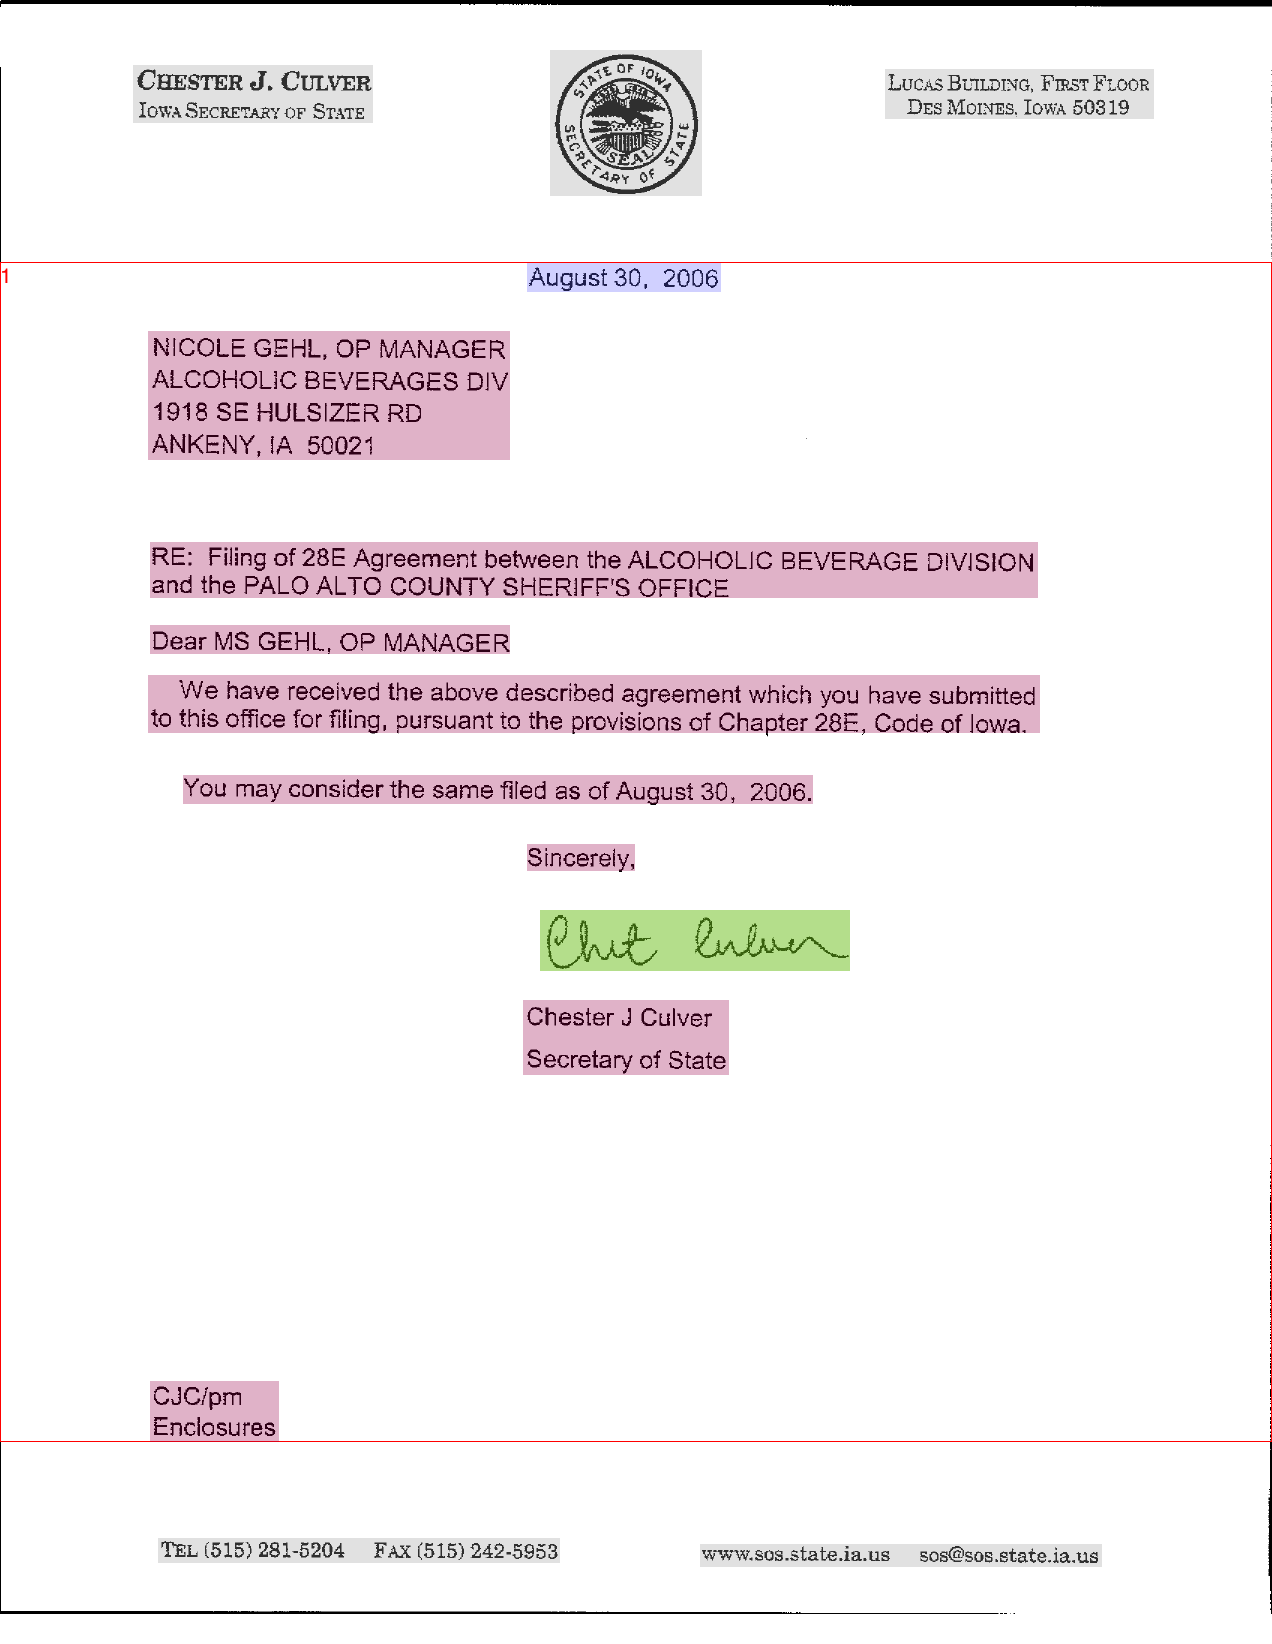 CHESTER J. CULVER
IOWA SECRETARY OF STATE
STATE OF IOWA
SECRETARY OF STATE
SEAL
LUCAS BUILDING, FIRST FLOOR
DES MOINES, IOWA 50319
1
August 30, 2006
NICOLE GEHL, OP MANAGER
ALCOHOLIC BEVERAGES DIV
1918 SE HULSIZER RD
ANKENY, IA 50021
RE: Filing of 28E Agreement between the ALCOHOLIC BEVERAGE DIVISION
and the PALO ALTO COUNTY SHERIFF'S OFFICE
Dear MS GEHL, OP MANAGER
We have received the above described agreement which you have submitted
to this office for filing, pursuant to the provisions of Chapter 28E, Code of Iowa.
You may consider the same filed as of August 30, 2006.
Sincerely,
Chet Culver
Chester J Culver
Secretary of State
CJC/pm
Enclosures
TEL (515) 281-5204 FAX (515) 242-5953 www.sos.state.ia.us sos@sos.state.ia.us